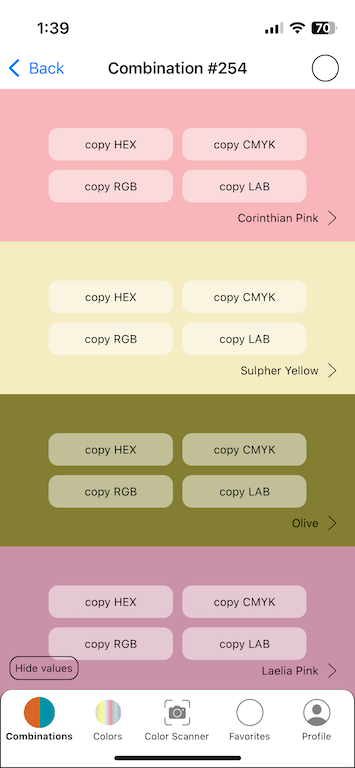 1:39
70
Back
Combination #254
copy HEX
copy CMYK
copy RGB
copy LAB
Corinthian Pink
copy HEX
copy CMYK
copy RGB
copy LAB
Sulpher Yellow
copy HEX
copy CMYK
copy RGB
copy LAB
Olive
copy HEX
copy CMYK
copy RGB
copy LAB
Hide values
Laelia Pink
Combinations
Colors
Color Scanner
Favorites
Profile